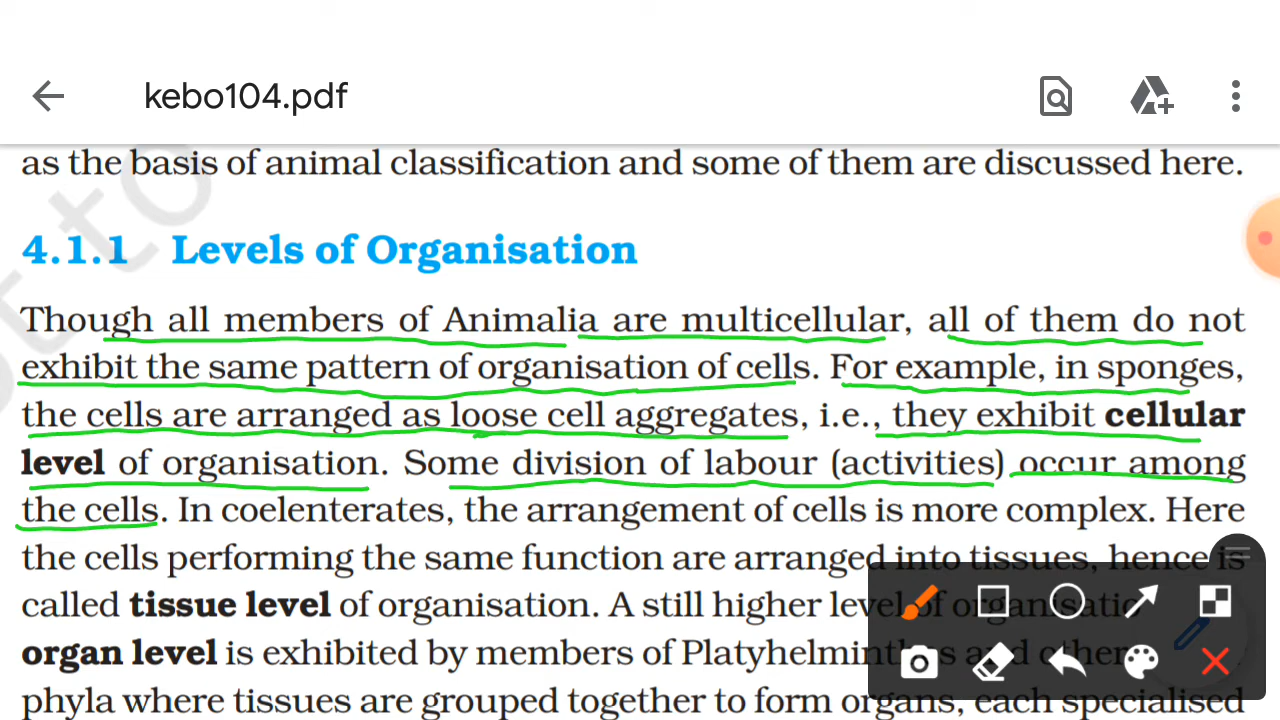 kebo104.pdf
as the basis of animal classification and some of them are discussed here.
4.1.1 Levels of Organisation
Though all members of Animalia are multicellular, all of them do not
exhibit the same pattern of organisation of cells. For example, in sponges,
the cells are arranged as loose cell aggregates, i.e., they exhibit cellular
level of organisation. Some division of labour (activities) occur among
the cells. In coelenterates, the arrangement of cells is more complex. Here
the cells performing the same function are arranged into tissues, hence is
called tissue level of organisation. A still higher level of organisatio
organ level is exhibited by members of Platyhelminthes and other
phyla where tissues are grouped together to form organs, each specialised